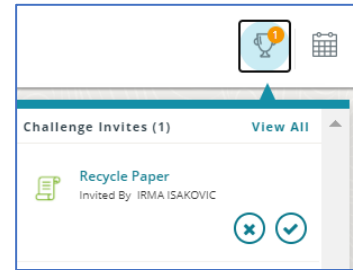 1
Challenge Invites (1) View All
Recycle Paper
Invited By IRMA ISAKOVIC